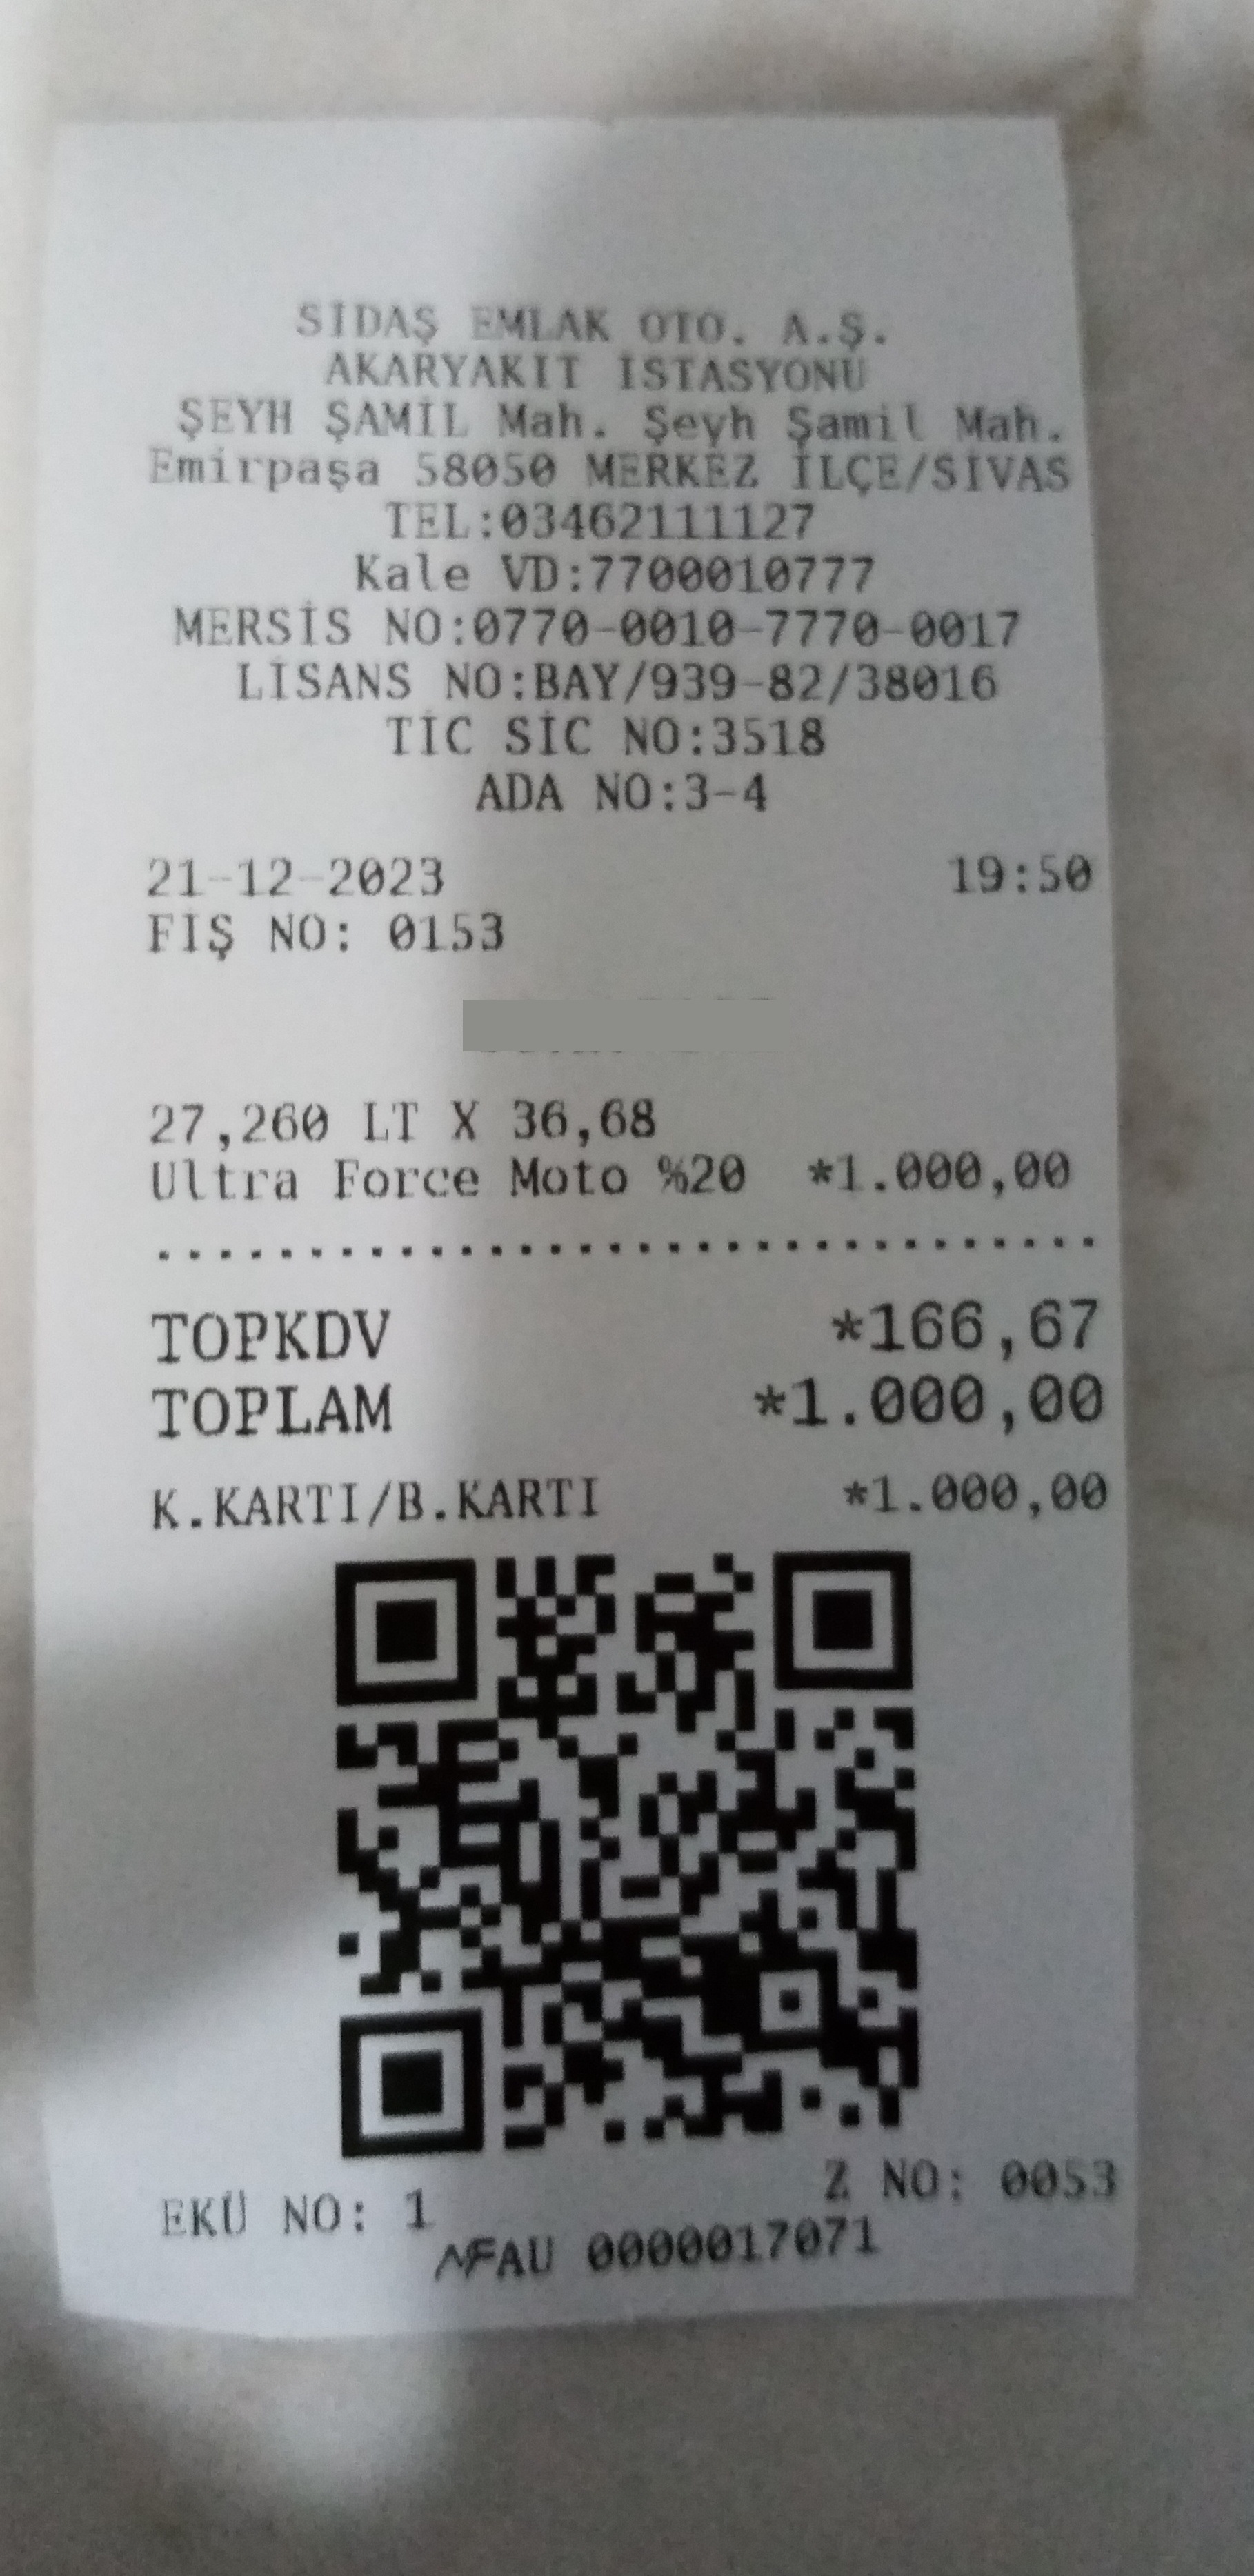 SİDAŞ EMLAK OTO. A.Ş.
AKARYAKIT İSTASYONU
ŞEYH ŞAMİL Mah. Şeyh Şamil Mah.
Emirpaşa 58050 MERKEZ İLÇE/SİVAS
TEL:03462111127
Kale VD:7700010777
MERSİS NO:0770-0010-7770-0017
LİSANS NO:BAY/939-82/38016
TİC SİC NO:3518
ADA NO:3-4
21-12-2023 19:50
FİŞ NO: 0153
27,260 LT X 36,68
Ultra Force Moto %20 *1.000,00
TOPKDV *166,67
TOPLAM *1.000,00
K.KARTI/B.KARTI *1.000,00
EKÜ NO: 1 Z NO: 0053
FAU 0000017071